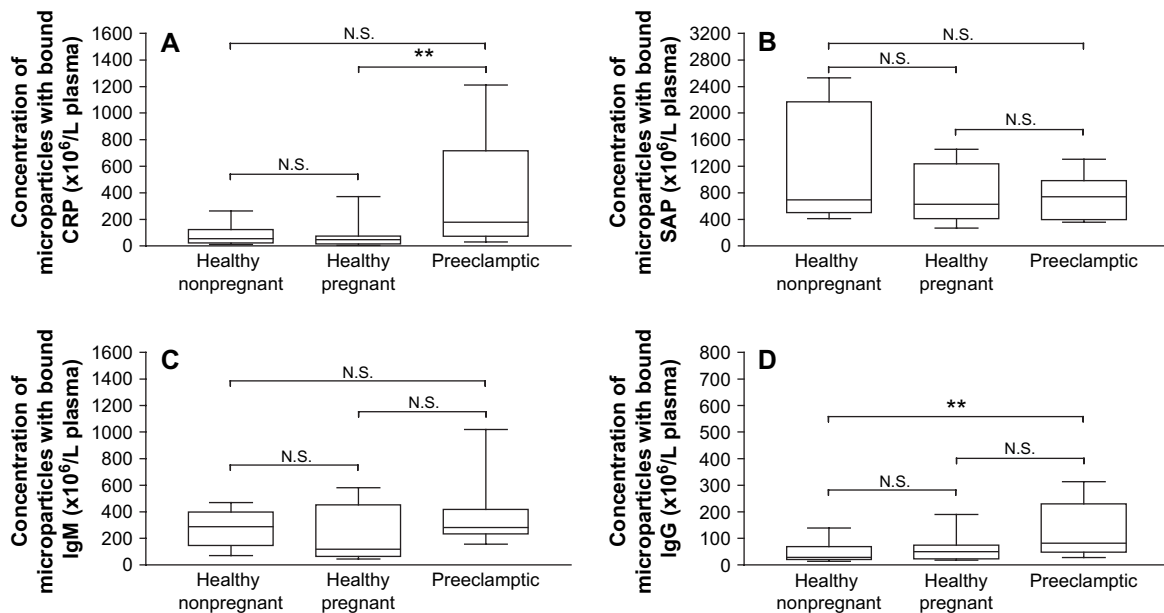 A
Concentration of
microparticles with bound
CRP (x10⁶/L plasma)
1600
1400
1200
1000
800
600
400
200
0
N.S.
**
N.S.
Healthy
nonpregnant
Healthy
pregnant
Preeclamptic
B
Concentration of
microparticles with bound
SAP (x10⁶/L plasma)
3200
2800
2400
2000
1600
1200
800
400
0
N.S.
N.S.
N.S.
Healthy
nonpregnant
Healthy
pregnant
Preeclamptic
C
Concentration of
microparticles with bound
IgM (x10⁶/L plasma)
1600
1400
1200
1000
800
600
400
200
0
N.S.
N.S.
N.S.
Healthy
nonpregnant
Healthy
pregnant
Preeclamptic
D
Concentration of
microparticles with bound
IgG (x10⁶/L plasma)
800
700
600
500
400
300
200
100
0
**
N.S.
N.S.
Healthy
nonpregnant
Healthy
pregnant
Preeclamptic